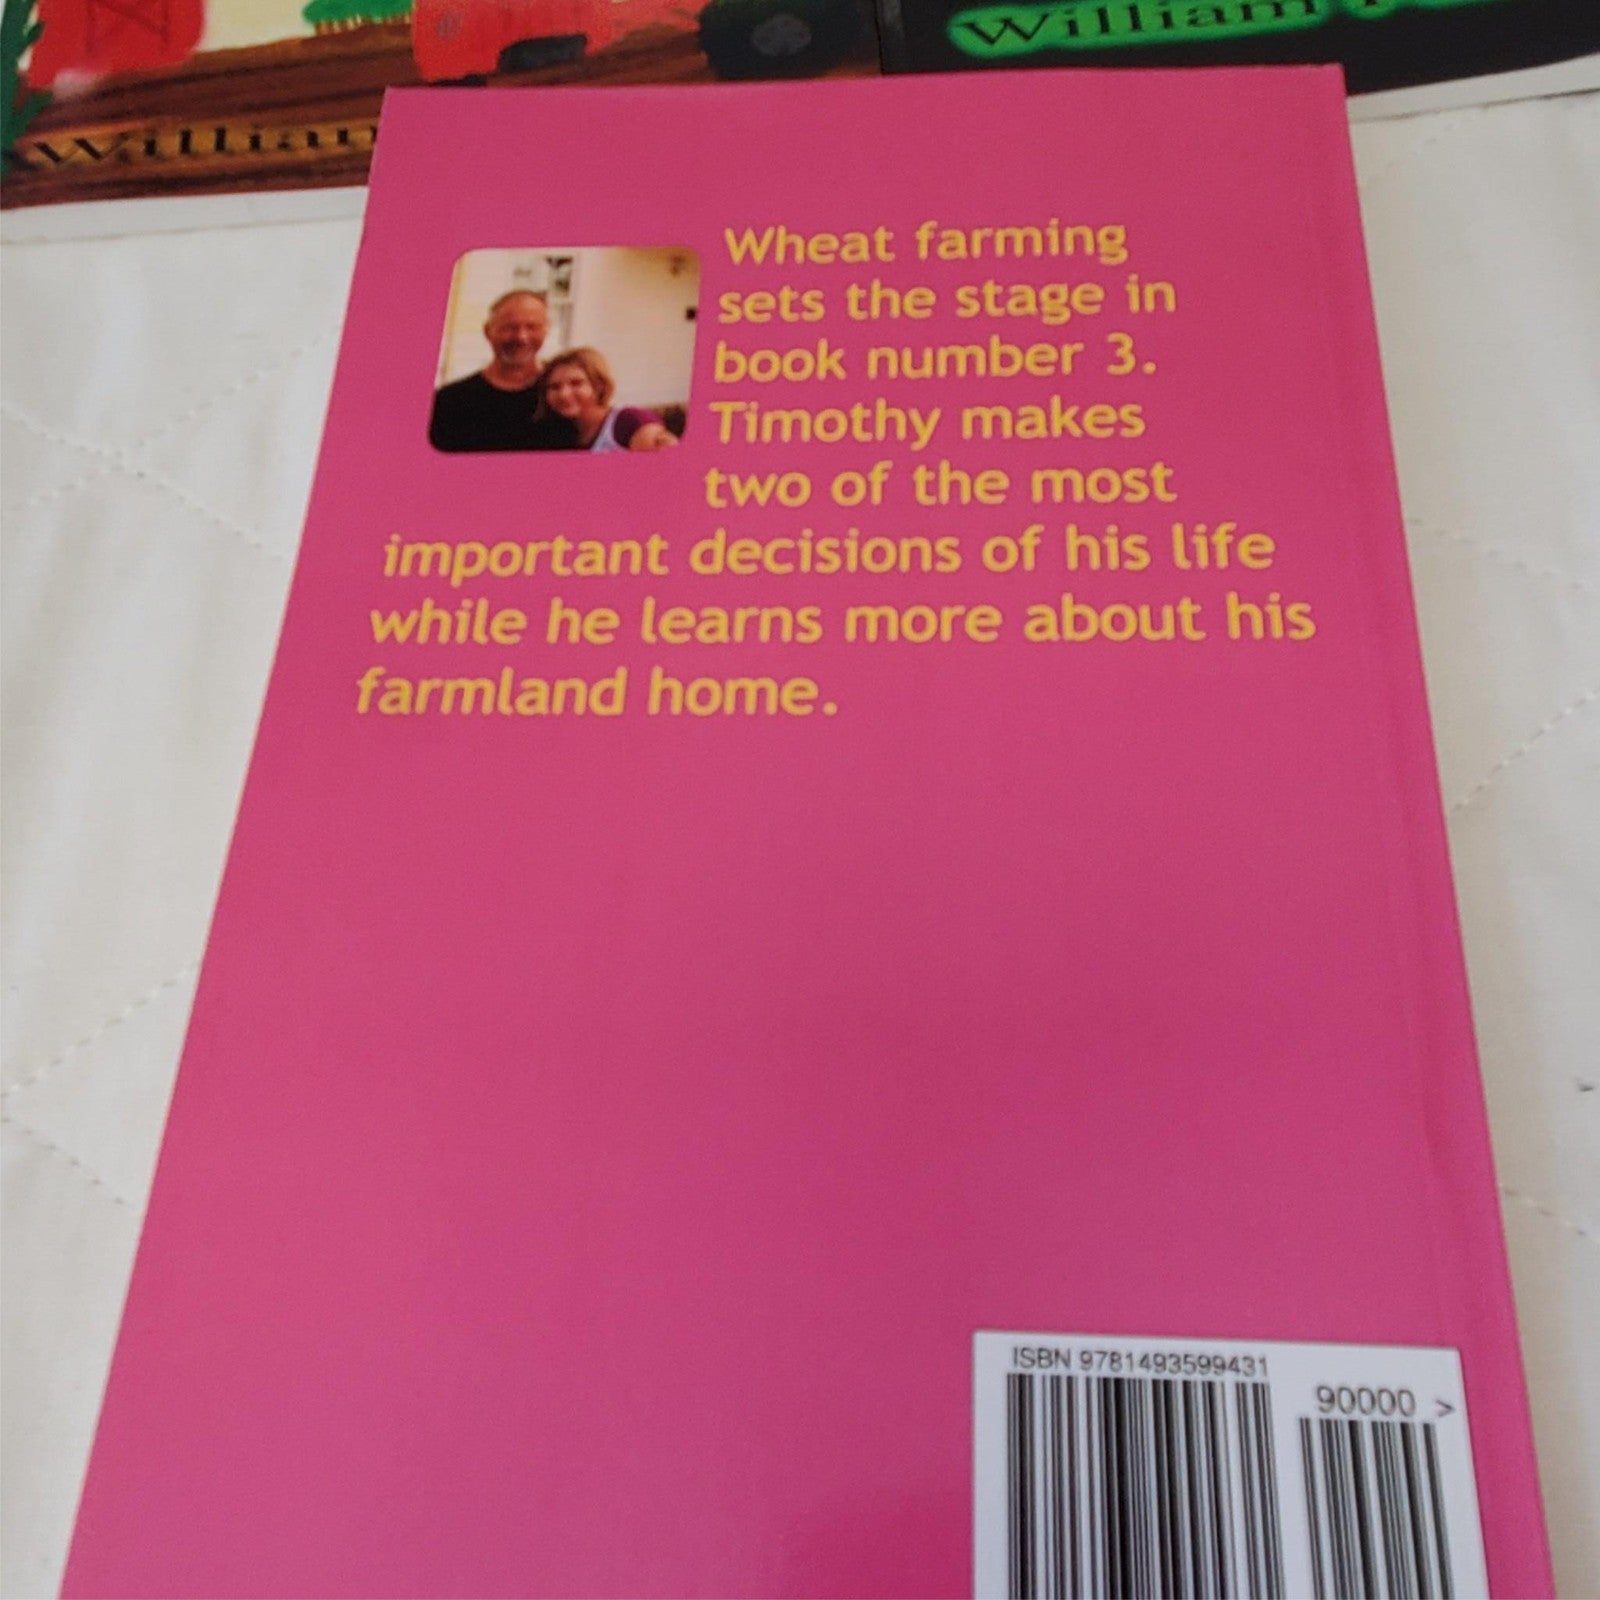 William
William
Wheat farming
sets the stage in
book number 3.
Timothy makes
two of the most
important decisions of his life
while he learns more about his
farmland home.
ISBN 9781493599431
90000 >